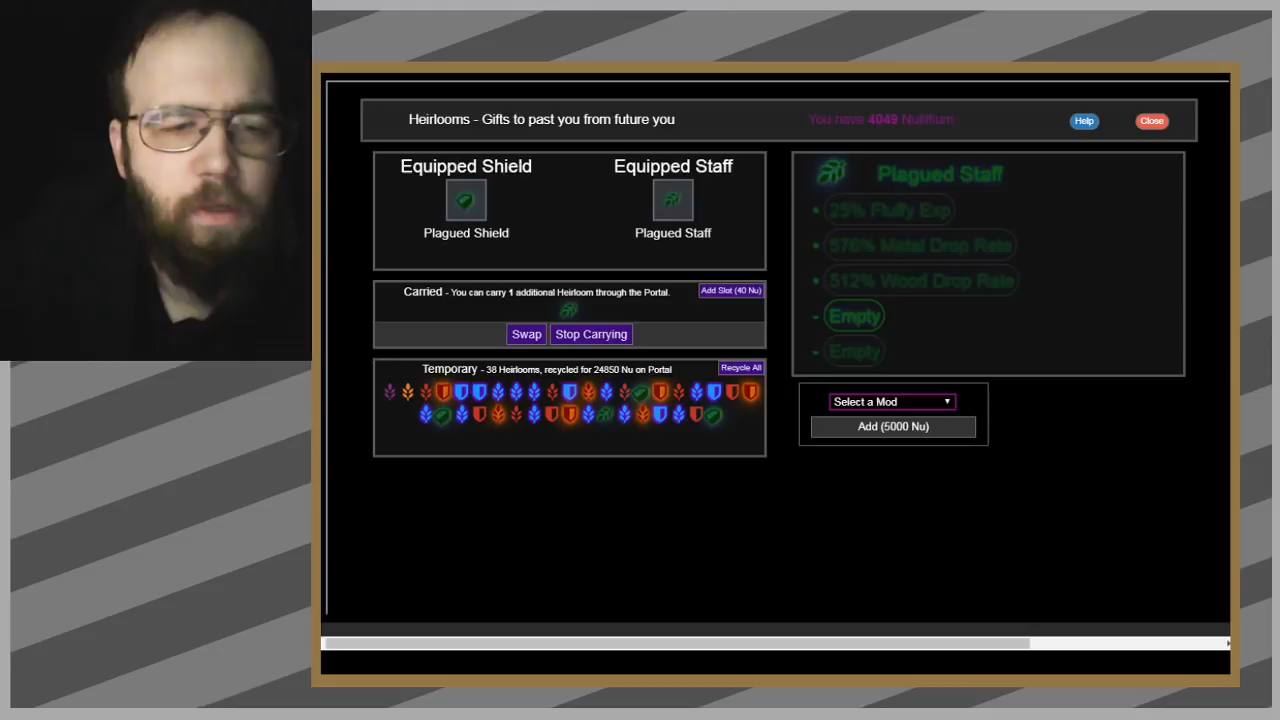 Heirlooms - Gifts to past you from future you
You have 4049 Nullifium
Help
Close
Equipped Shield
Equipped Staff
Plagued Shield
Plagued Staff
Carried - You can carry 1 additional Heirloom through the Portal.
Add Slot (40 Nu)
Swap
Stop Carrying
Temporary - 38 Heirlooms, recycled for 24850 Nu on Portal
Recycle All
Plagued Staff
• 25% Fluffy Exp
• 576% Metal Drop Rate
• 512% Wood Drop Rate
- Empty
- Empty
Select a Mod
Add (5000 Nu)